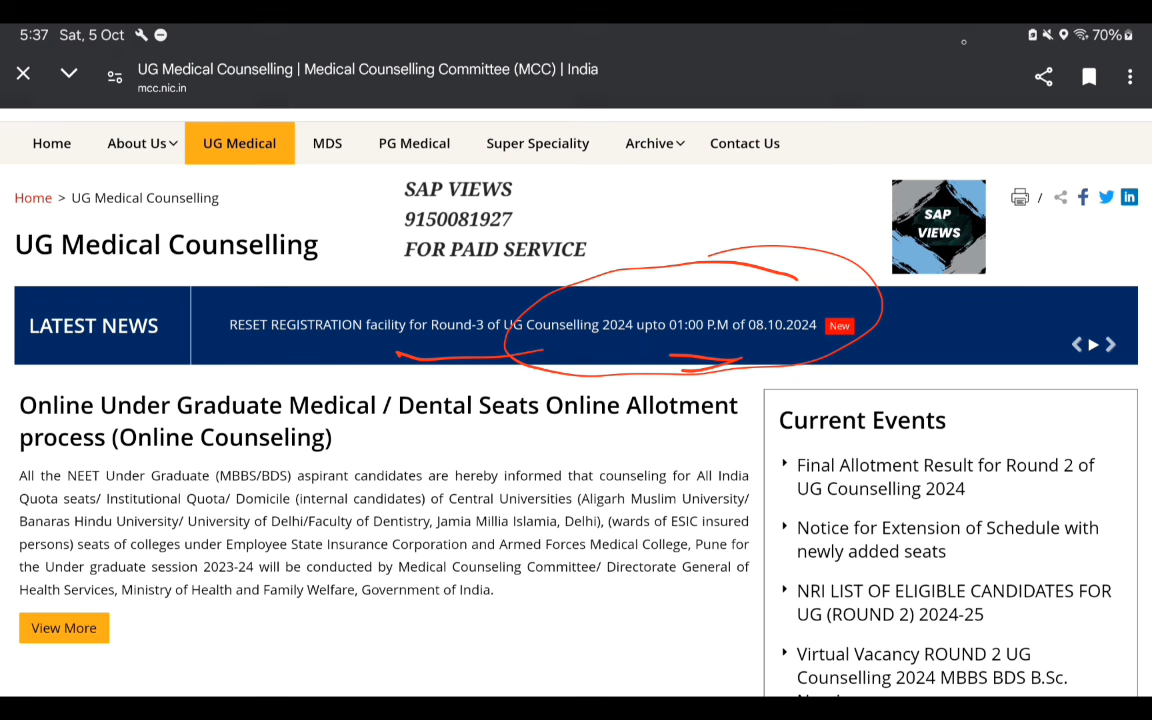 5:37 Sat, 5 Oct 70%
UG Medical Counselling | Medical Counselling Committee (MCC) | India
mcc.nic.in
Home About Us UG Medical MDS PG Medical Super Speciality Archive Contact Us
Home > UG Medical Counselling
SAP VIEWS
9150081927
FOR PAID SERVICE
SAP
VIEWS
/
in
UG Medical Counselling
LATEST NEWS
RESET REGISTRATION facility for Round-3 of UG Counselling 2024 upto 01:00 P.M of 08.10.2024 New
Online Under Graduate Medical / Dental Seats Online Allotment
process (Online Counseling)
All the NEET Under Graduate (MBBS/BDS) aspirant candidates are hereby informed that counseling for All India
Quota seats/ Institutional Quota/ Domicile (internal candidates) of Central Universities (Aligarh Muslim University/
Banaras Hindu University/ University of Delhi/Faculty of Dentistry, Jamia Millia Islamia, Delhi), (wards of ESIC insured
persons) seats of colleges under Employee State Insurance Corporation and Armed Forces Medical College, Pune for
the Under graduate session 2023-24 will be conducted by Medical Counseling Committee/ Directorate General of
Health Services, Ministry of Health and Family Welfare, Government of India.
View More
Current Events
Final Allotment Result for Round 2 of
UG Counselling 2024
Notice for Extension of Schedule with
newly added seats
NRI LIST OF ELIGIBLE CANDIDATES FOR
UG (ROUND 2) 2024-25
Virtual Vacancy ROUND 2 UG
Counselling 2024 MBBS BDS B.Sc.